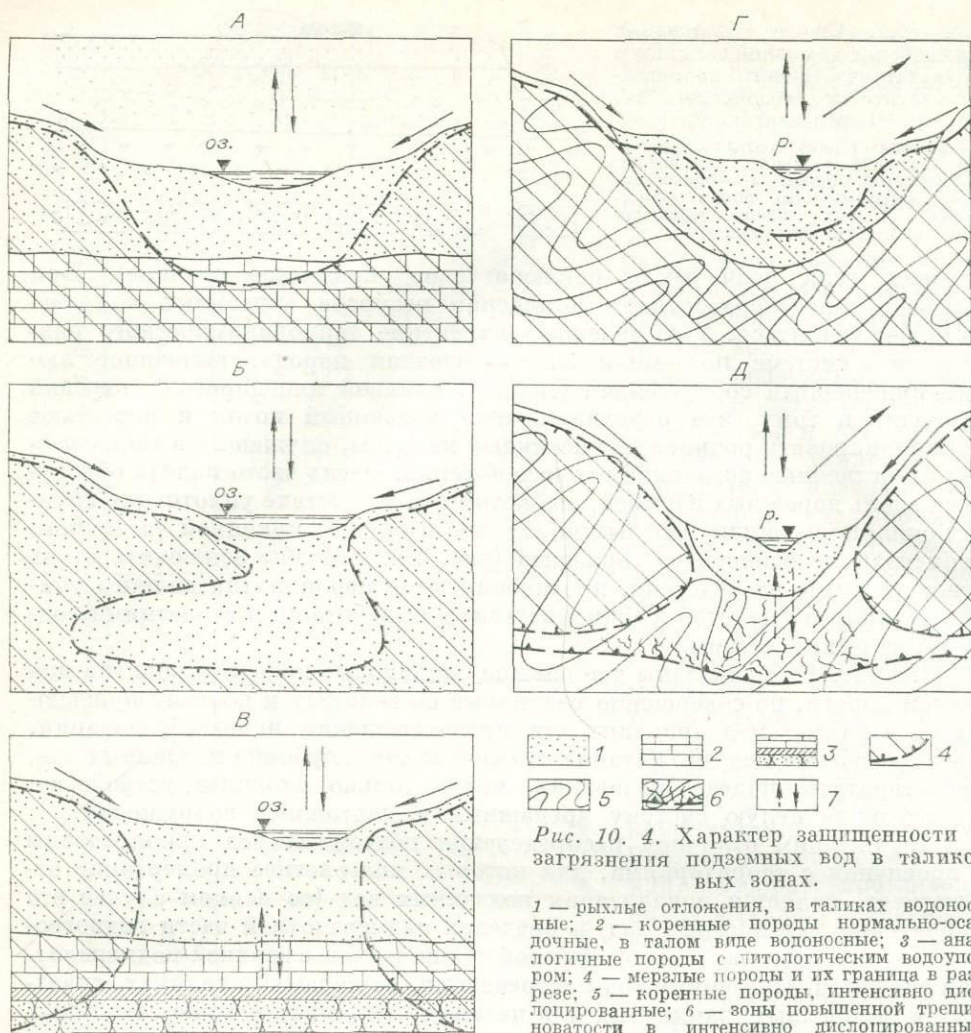 А
Г
оз.
р.
Б
Д
оз.
р.
В
оз.
1
2
3
4
5
6
7
Рис. 10.4. Характер защищенности
загрязнения подземных вод в талико-
вых зонах.
1 — рыхлые отложения, в таликах водонос-
ные; 2 — коренные породы нормально-оса-
дочные, в талом виде водоносные; 3 — ана-
логичные породы с литологическим водоупо-
ром; 4 — мерзлые породы и их граница в раз-
резе; 5 — коренные породы, интенсивно дис-
лоцированные; 6 — зоны повышенной трещи-
новатости в интенсивно дислоцированн